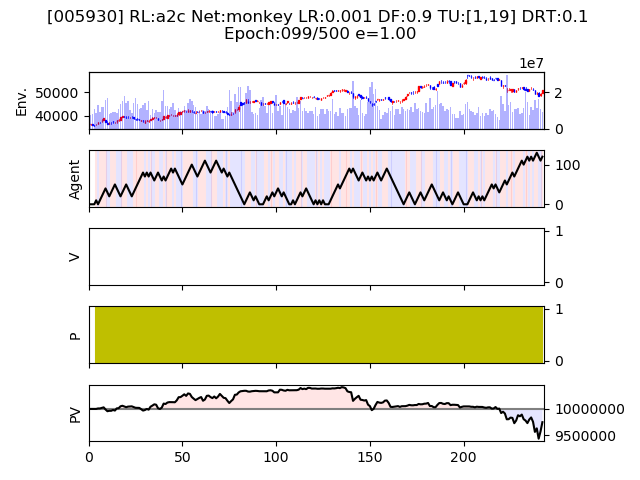 [005930] RL:a2c Net:monkey LR:0.001 DF:0.9 TU:[1,19] DRT:0.1
Epoch:099/500 e=1.00
1e7
Env.
50000
40000
2
0
Agent
100
0
V
1
0
P
1
0
PV
10000000
9500000
0 50 100 150 200